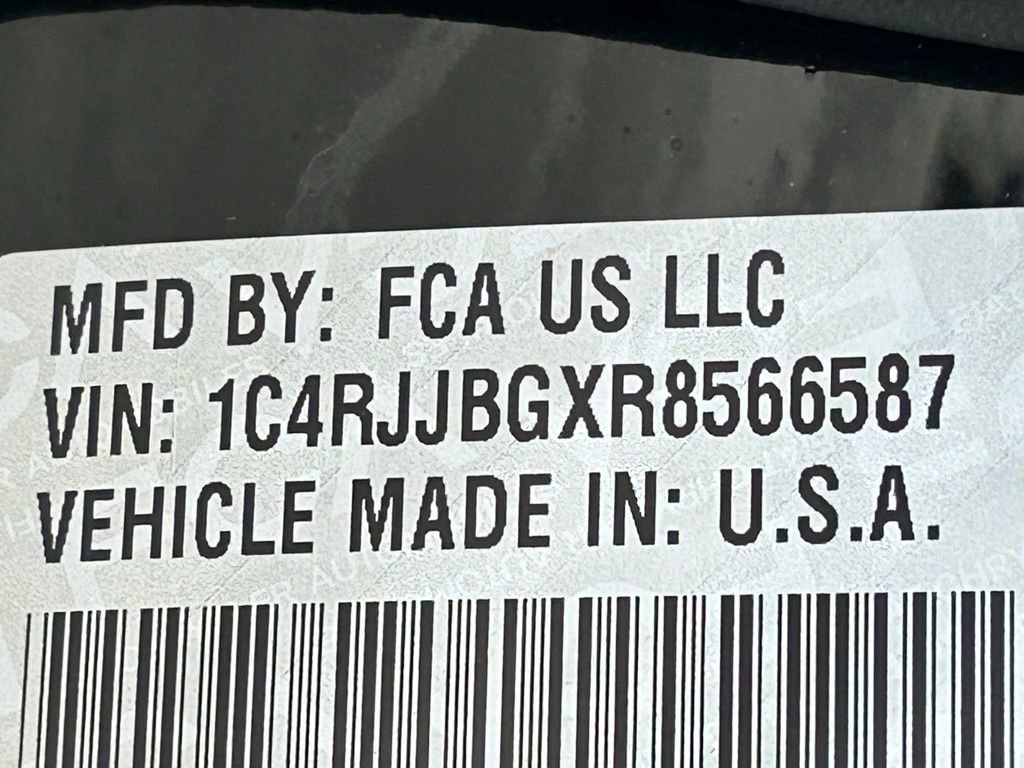 MFD BY: FCA US LLC
VIN: 1C4RJJBGXR8566587
VEHICLE MADE IN: U.S.A.